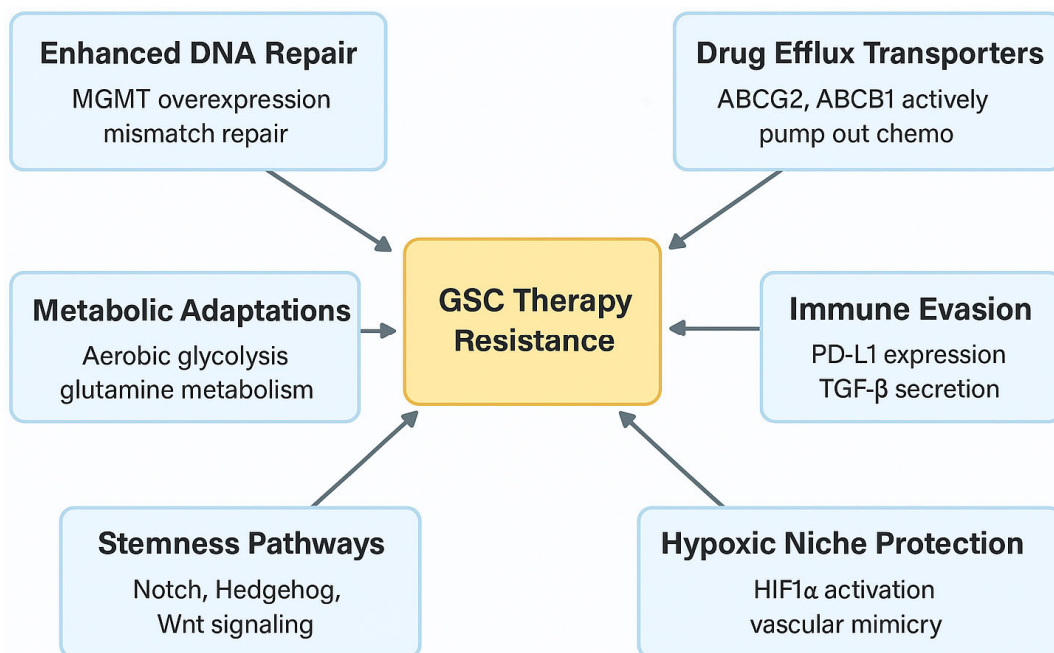 Enhanced DNA Repair
MGMT overexpression
mismatch repair
Drug Efflux Transporters
ABCG2, ABCB1 actively
pump out chemo
GSC Therapy
Resistance
Metabolic Adaptations
Aerobic glycolysis
glutamine metabolism
Immune Evasion
PD-L1 expression
TGF-β secretion
Stemness Pathways
Notch, Hedgehog,
Wnt signaling
Hypoxic Niche Protection
HIF1α activation
vascular mimicry